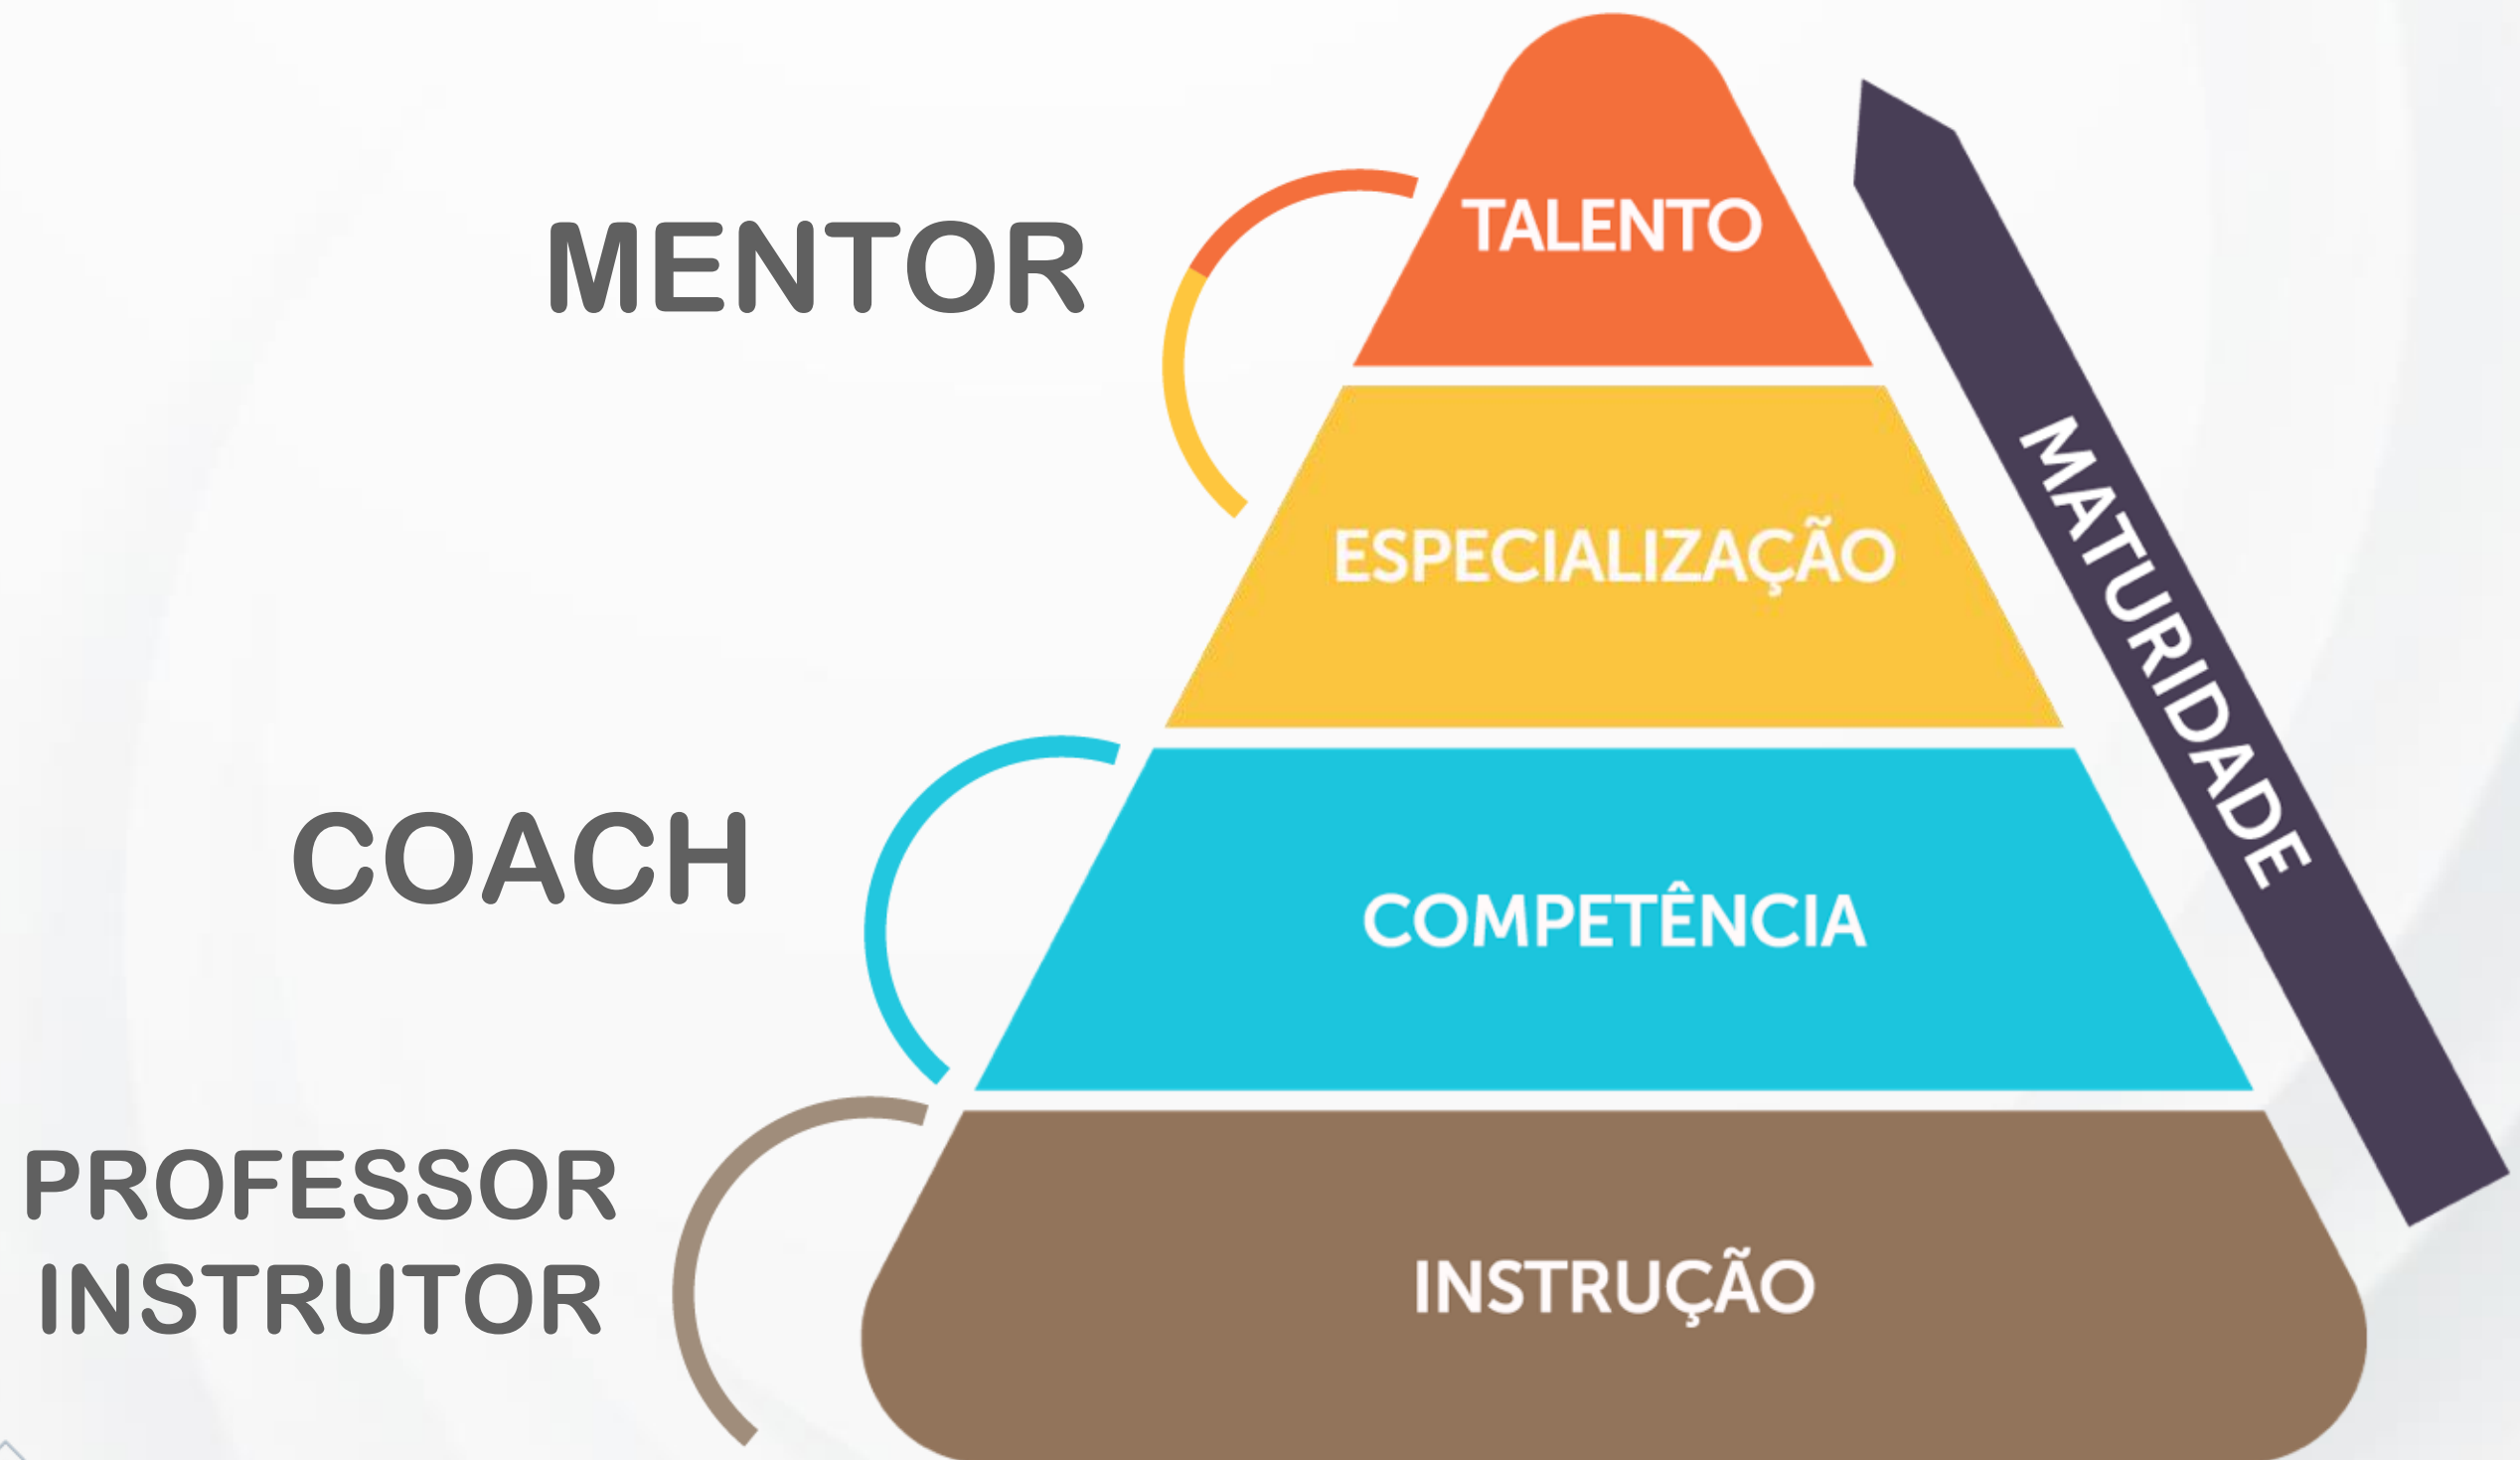 MENTOR
TALENTO
ESPECIALIZAÇÃO
MATURIDADE
COACH
COMPETÊNCIA
PROFESSOR
INSTRUTOR
INSTRUÇÃO